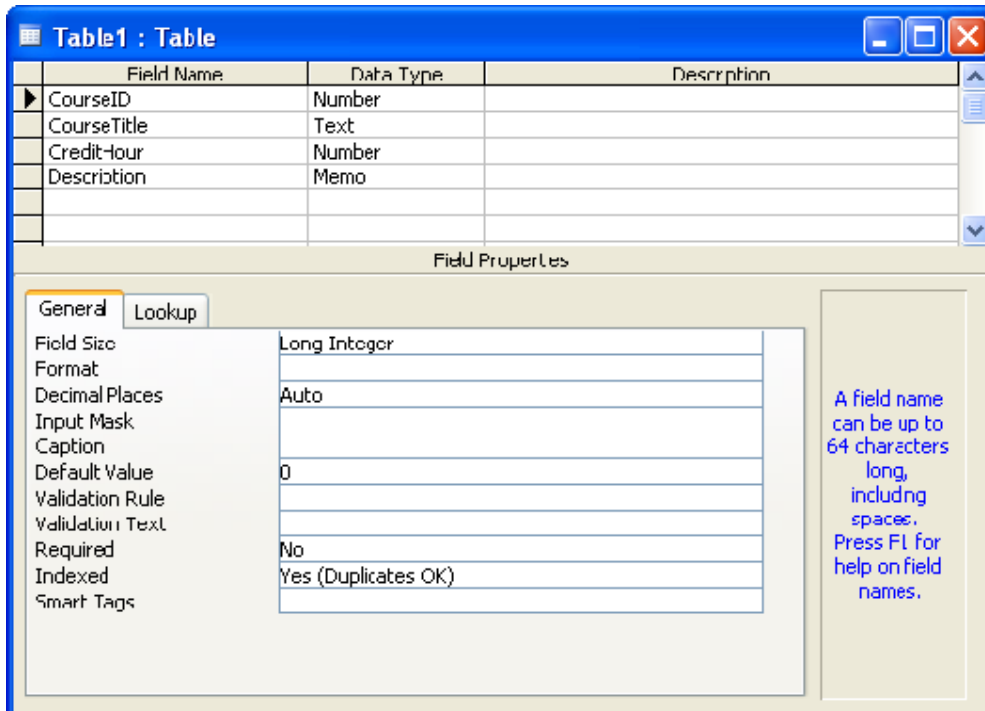 Table1 : Table
Field Name Data Type Description
CourseID Number
CourseTitle Text
CreditHour Number
Description Memo
Field Properties
General Lookup
Field Size Long Integer
Format
Decimal Places Auto
Input Mask
Caption
Default Value 0
Validation Rule
Validation Text
Required No
Indexed Yes (Duplicates OK)
Smart Tags
A field name
can be up to
64 characters
long,
including
spaces.
Press F1 for
help on field
names.